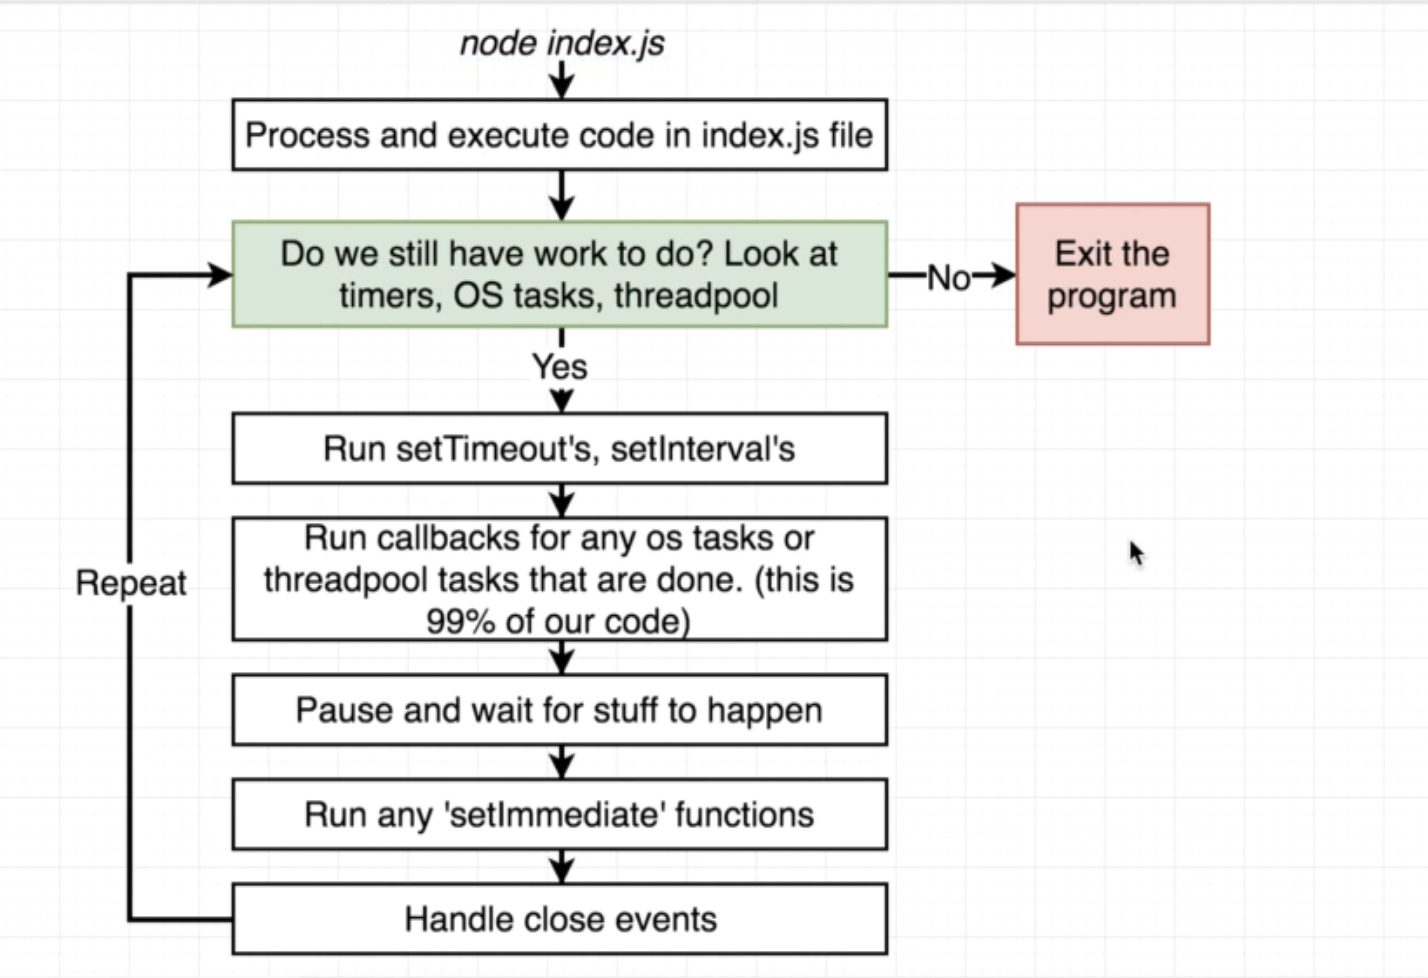 node index.js
Process and execute code in index.js file
Do we still have work to do? Look at
timers, OS tasks, threadpool
No
Exit the
program
Yes
Run setTimeout's, setInterval's
Run callbacks for any os tasks or
threadpool tasks that are done. (this is
99% of our code)
Repeat
Pause and wait for stuff to happen
Run any 'setImmediate' functions
Handle close events